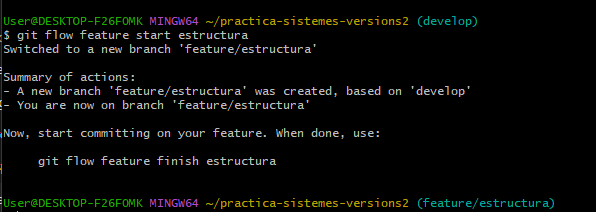 User@DESKTOP-F26FOMK MINGW64 ~/practica-sistemes-versions2 (develop)
$ git flow feature start estructura
Switched to a new branch 'feature/estructura'
Summary of actions:
- A new branch 'feature/estructura' was created, based on 'develop'
- You are now on branch 'feature/estructura'
Now, start committing on your feature. When done, use:
git flow feature finish estructura
User@DESKTOP-F26FOMK MINGW64 ~/practica-sistemes-versions2 (feature/estructura)